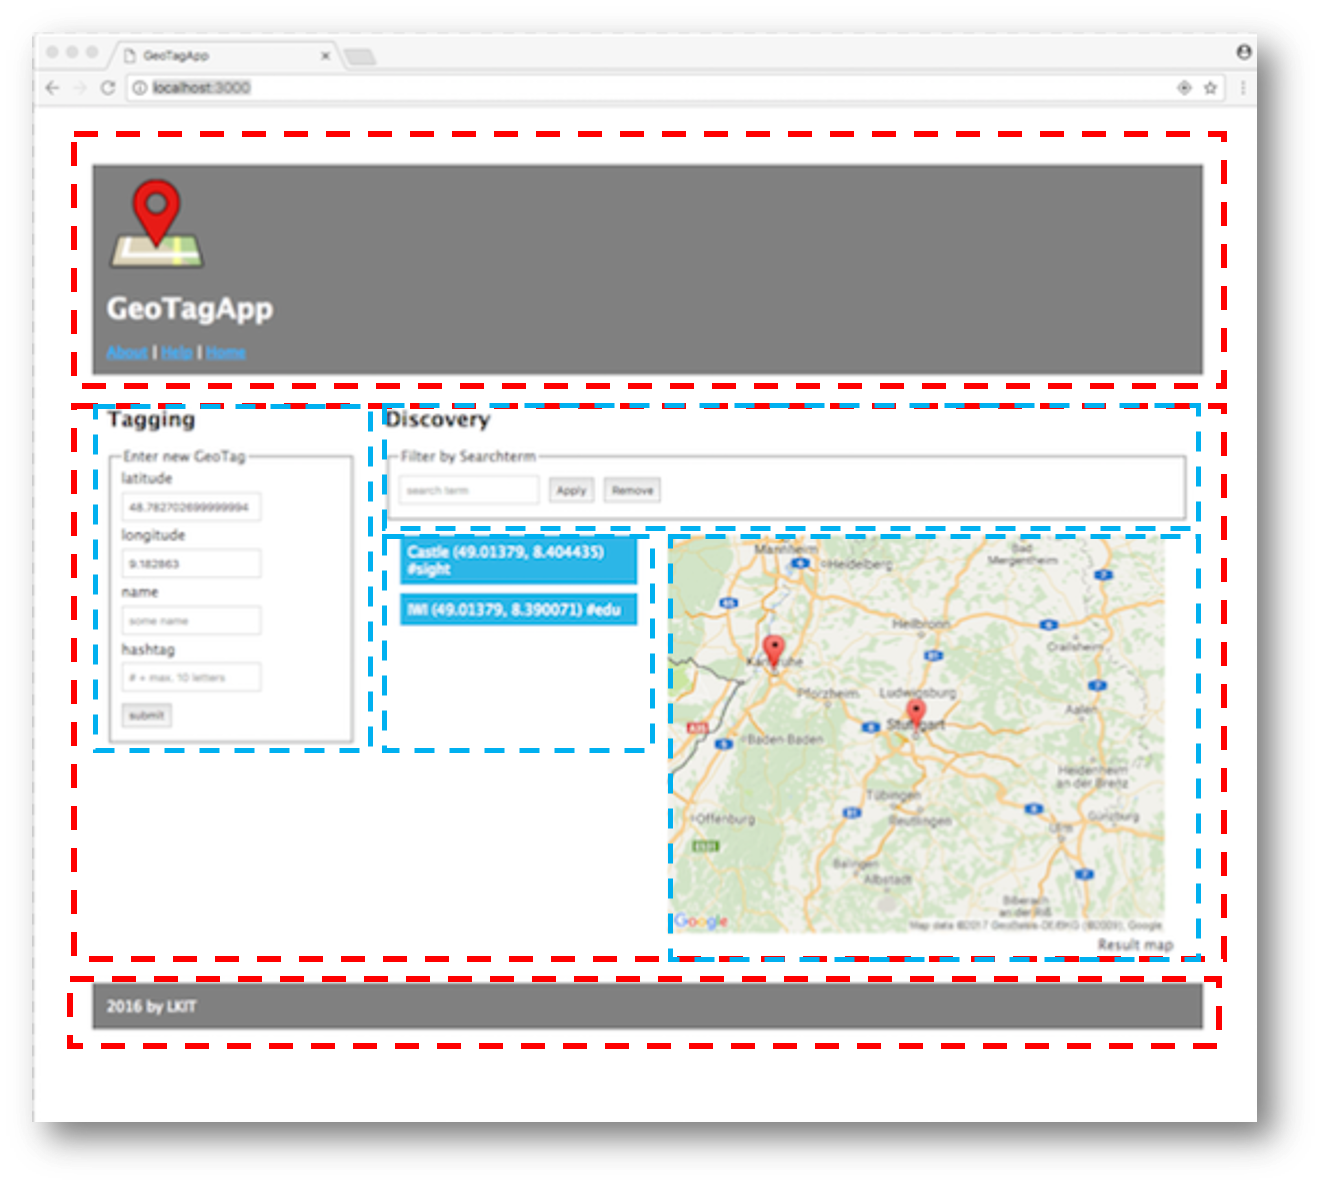 GeoTagApp
localhost:3000
GeoTagApp
About | Help | Home
Tagging
Enter new GeoTag
latitude
48.782702699999994
longitude
9.182863
name
some name
hashtag
# + max. 10 letters
submit
Discovery
Filter by Searchterm
search term
Apply
Remove
Castle (49.01379, 8.404435)
#sight
IWI (49.01379, 8.390071) #edu
Mannheim
Heidelberg
Bad
Mergentheim
Heilbronn
Crailsheim
Karlsruhe
Pforzheim
Ludwigsburg
Stuttgart
Aalen
Baden-Baden
Heidenheim
an der Brenz
Tübingen
Reutlingen
Offenburg
Ulm
Günzburg
Balingen
Albstadt
Biberach
an der Riß
Google
Map data ©2017 GeoBasis-DE/BKG (©2009), Google
Result map
2016 by LKIT